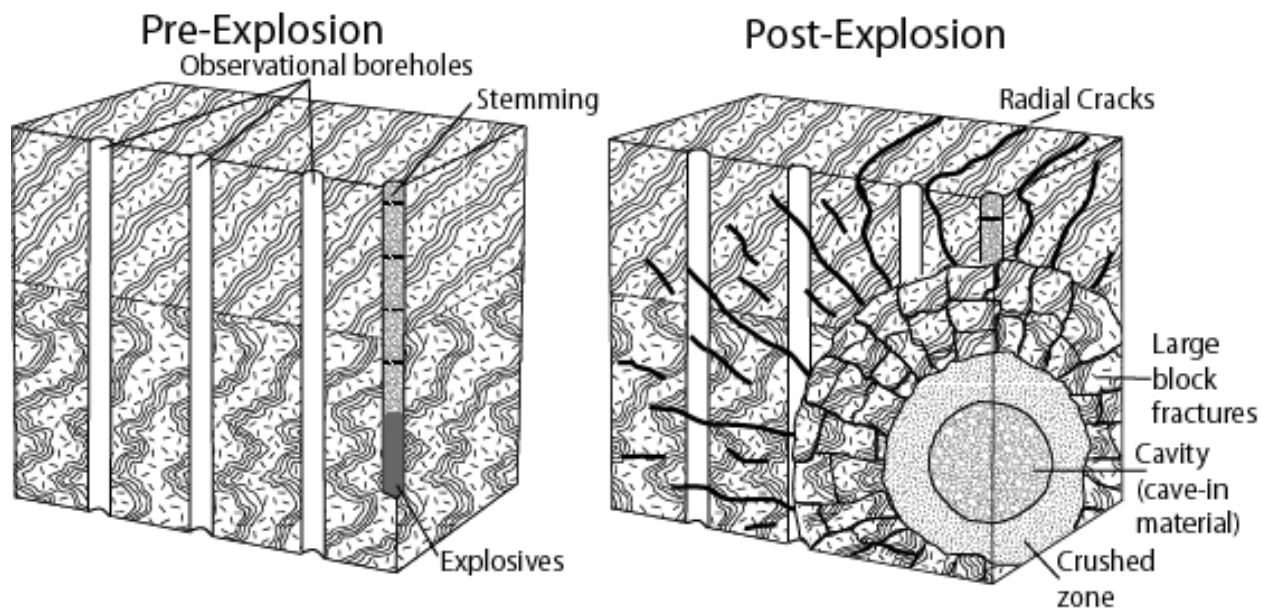 Pre-Explosion
Observational boreholes
Stemming
Explosives
Post-Explosion
Radial Cracks
Large
block
fractures
Cavity
(cave-in
material)
Crushed
zone